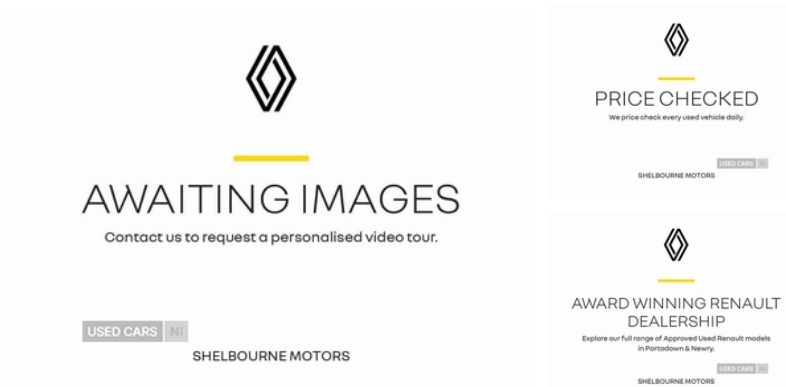 AWAITING IMAGES
Contact us to request a personalised video tour.
USED CARS NI
SHELBOURNE MOTORS
PRICE CHECKED
We price check every used vehicle daily.
USED CARS NI
SHELBOURNE MOTORS
AWARD WINNING RENAULT
DEALERSHIP
Explore our full range of Approved Used Renault models
in Portadown & Newry.
USED CARS NI
SHELBOURNE MOTORS